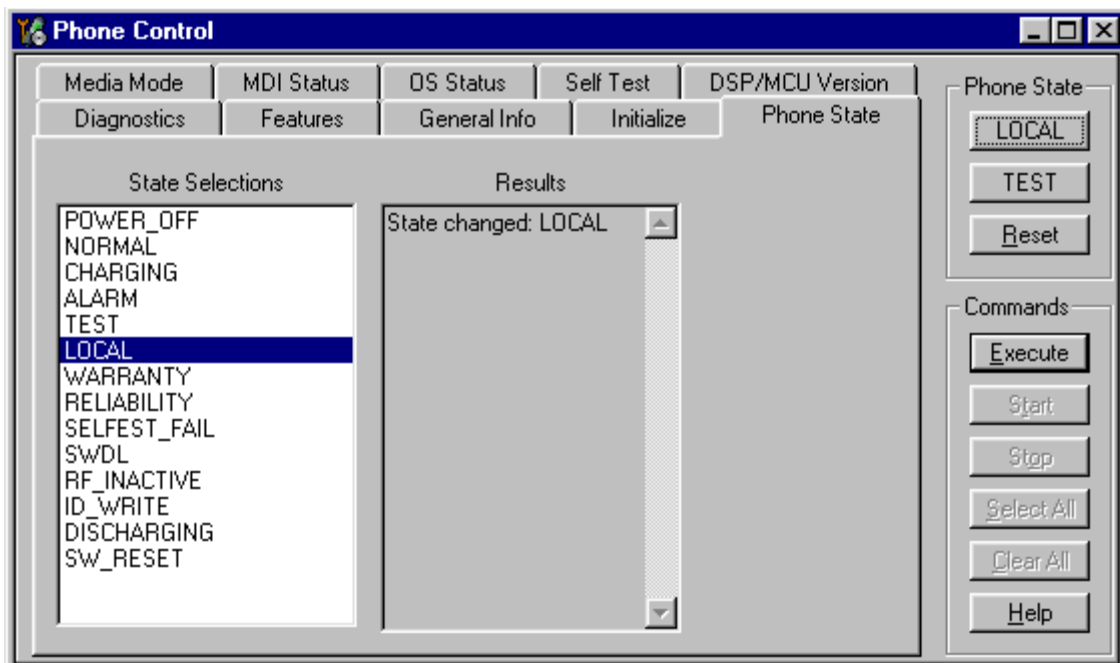 Phone Control
Media Mode MDI Status OS Status Self Test DSP/MCU Version
Diagnostics Features General Info Initialize Phone State
State Selections
POWER_OFF
NORMAL
CHARGING
ALARM
TEST
LOCAL
WARRANTY
RELIABILITY
SELFEST_FAIL
SWDL
RF_INACTIVE
ID_WRITE
DISCHARGING
SW_RESET
Results
State changed: LOCAL
Phone State
LOCAL
TEST
Reset
Commands
Execute
Start
Stop
Select All
Clear All
Help